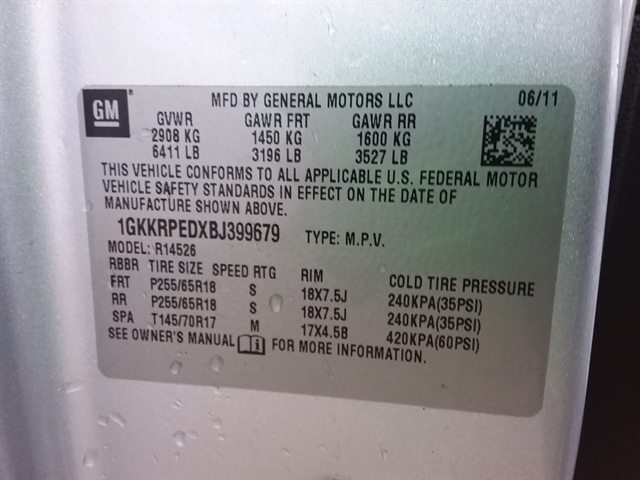 GM
MFD BY GENERAL MOTORS LLC 06/11
GVWR GAWR FRT GAWR RR
2908 KG 1450 KG 1600 KG
6411 LB 3196 LB 3527 LB
THIS VEHICLE CONFORMS TO ALL APPLICABLE U.S. FEDERAL MOTOR
VEHICLE SAFETY STANDARDS IN EFFECT ON THE DATE OF
MANUFACTURE SHOWN ABOVE.
1GKKRPEDXBJ399679 TYPE: M.P.V.
MODEL: R14526
RBBR TIRE SIZE SPEED RTG RIM COLD TIRE PRESSURE
FRT P255/65R18 S 18X7.5J 240KPA(35PSI)
RR P255/65R18 S 18X7.5J 240KPA(35PSI)
SPA T145/70R17 M 17X4.5B 420KPA(60PSI)
SEE OWNER'S MANUAL FOR MORE INFORMATION.